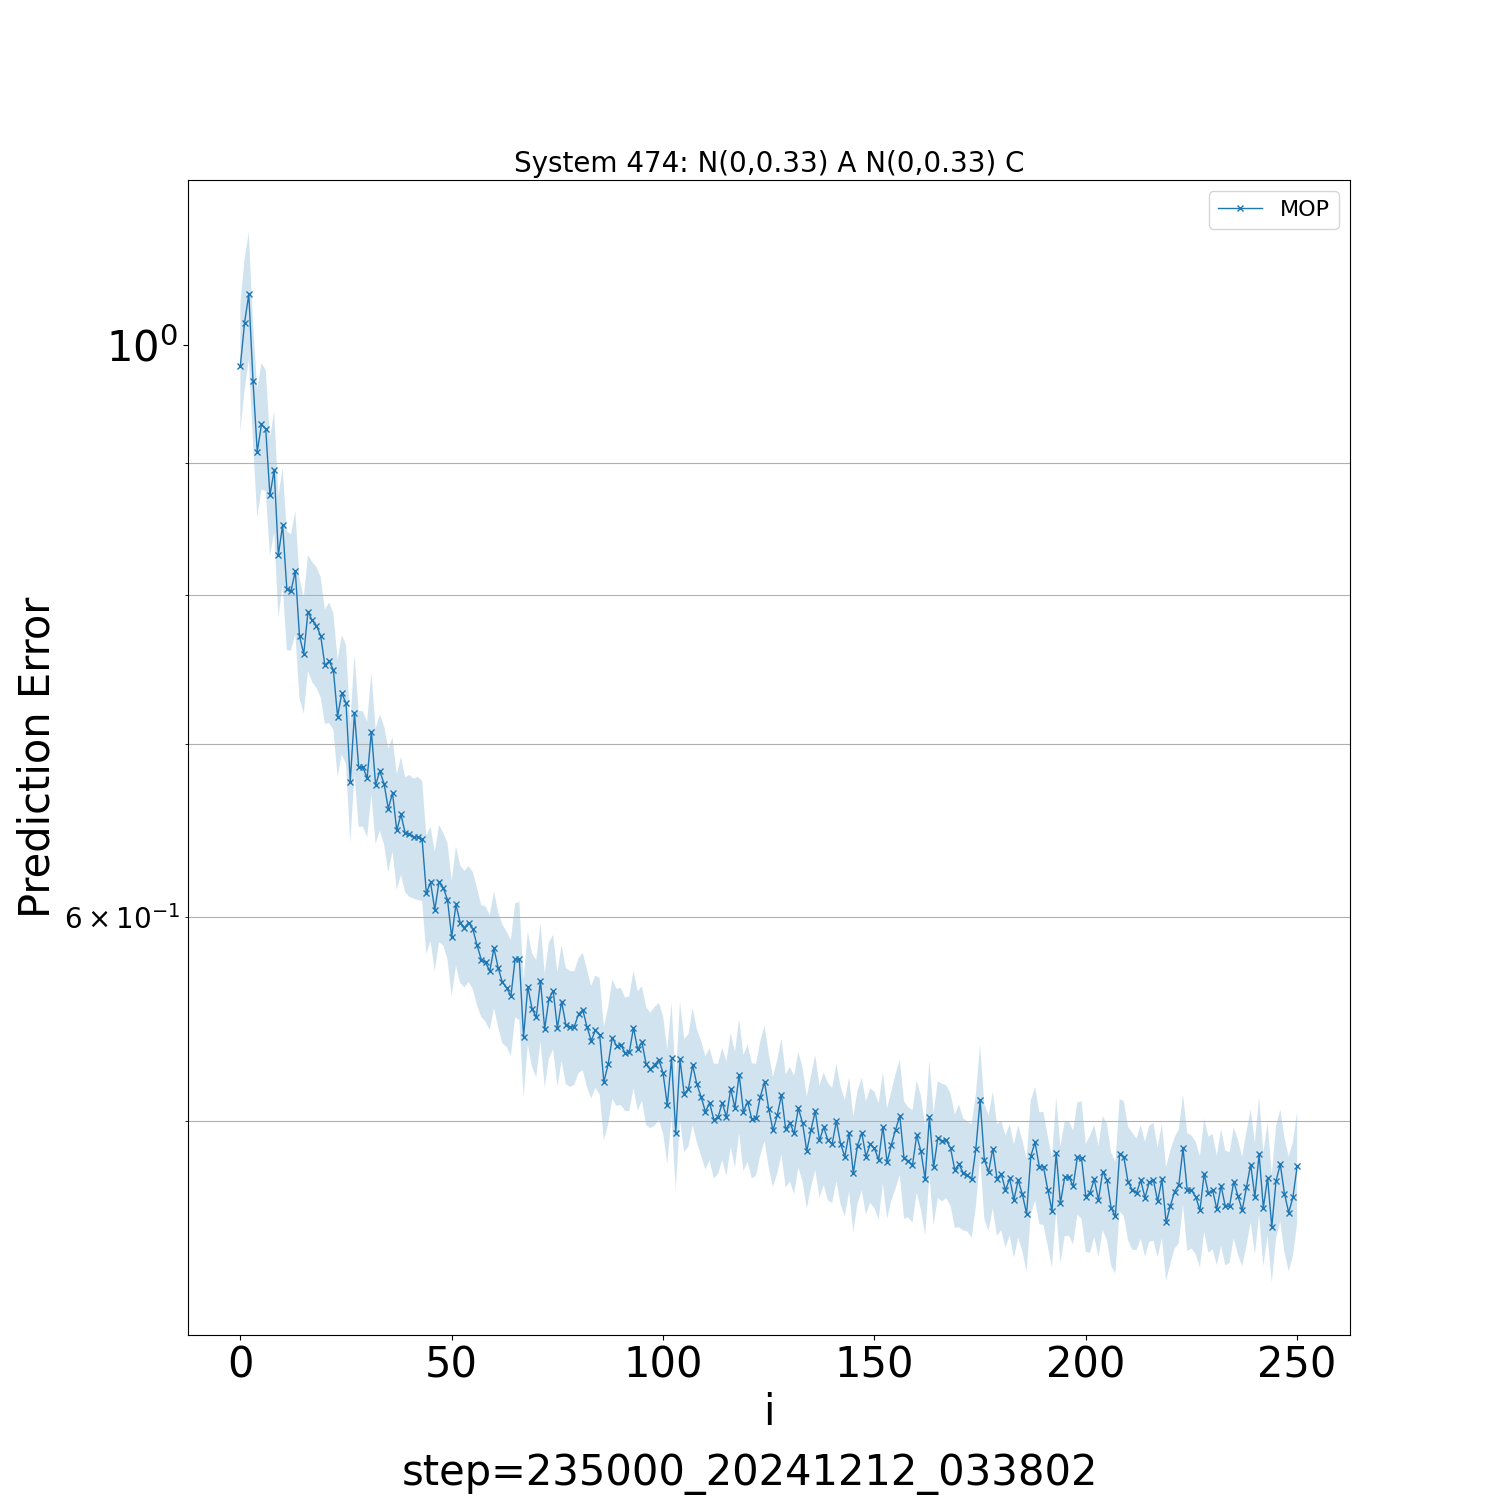 System 474: N(0,0.33) A N(0,0.33) C
MOP
10⁰
6 × 10⁻¹
Prediction Error
0 50 100 150 200 250
i
step=235000_20241212_033802